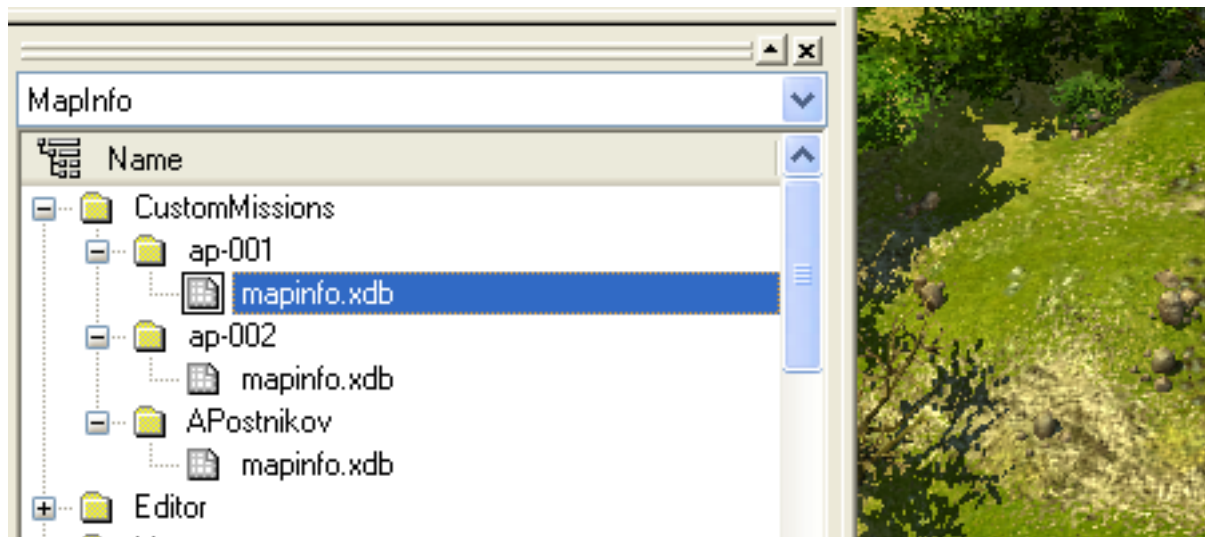 MapInfo
Name
CustomMissions
ap-001
mapinfo.xdb
ap-002
mapinfo.xdb
APostnikov
mapinfo.xdb
Editor